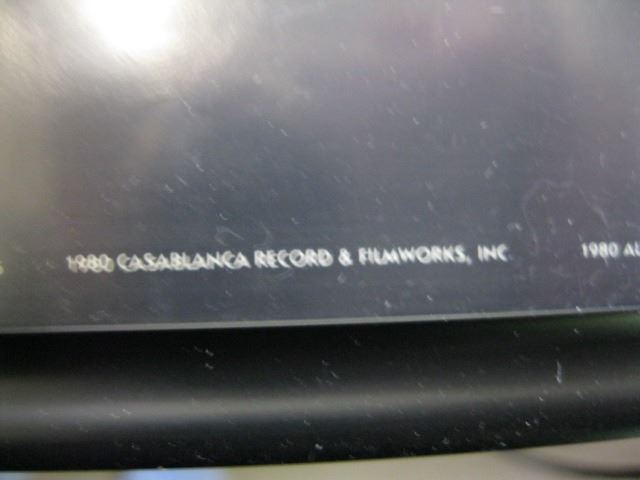 1980 CASABLANCA RECORD & FILMWORKS, INC 1980